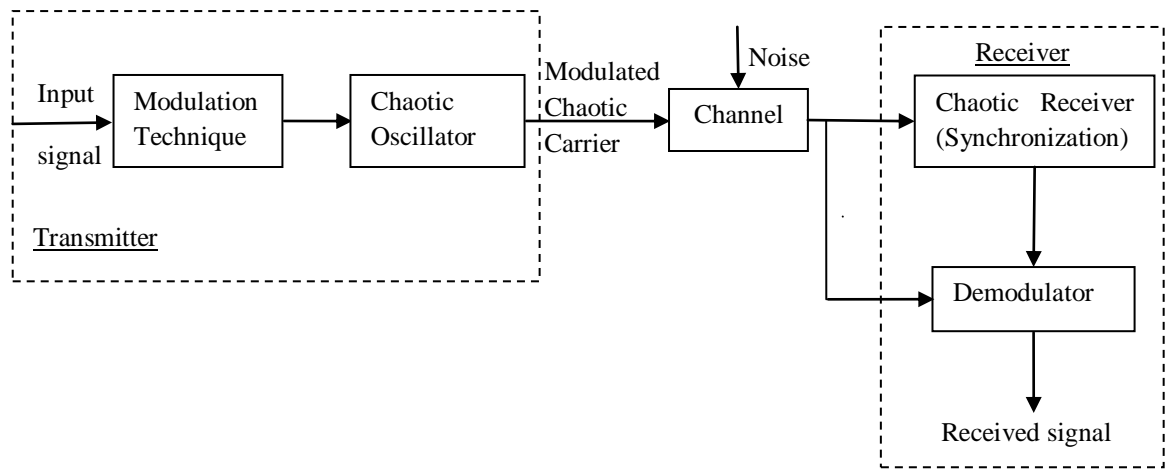 Input
signal
Modulation
Technique
Chaotic
Oscillator
Transmitter
Modulated
Chaotic
Carrier
Noise
Channel
Receiver
Chaotic Receiver
(Synchronization)
Demodulator
Received signal